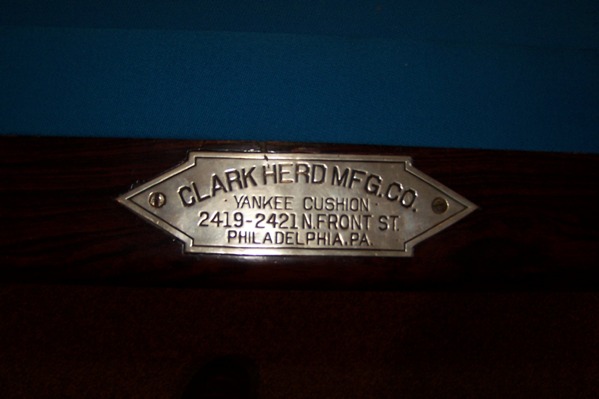 CLARK HERD MFG. CO.
· YANKEE CUSHION ·
2419-2421 N. FRONT ST.
PHILADELPHIA, PA.